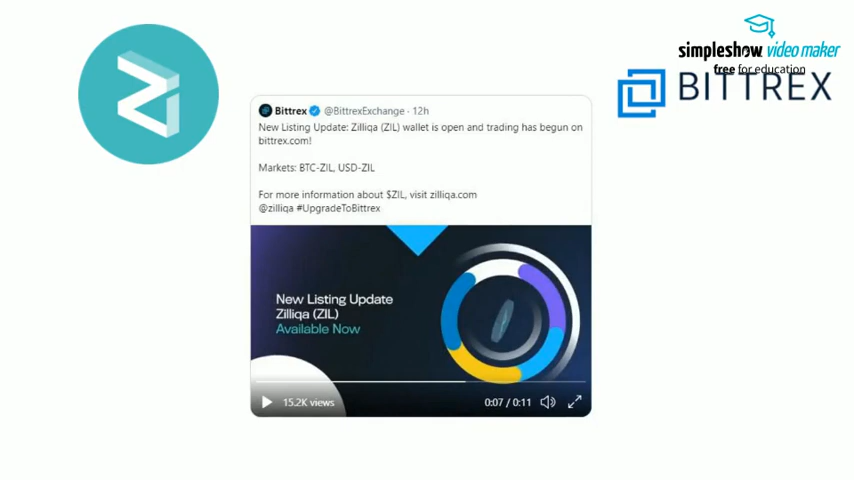 simpleshow video maker
free for education
BITTREX
Bittrex @BittrexExchange · 12h
New Listing Update: Zilliqa (ZIL) wallet is open and trading has begun on
bittrex.com!
Markets: BTC-ZIL, USD-ZIL
For more information about $ZIL, visit zilliqa.com
@zilliqa #UpgradeToBittrex
New Listing Update
Zilliqa (ZIL)
Available Now
15.2K views
0:07 / 0:11